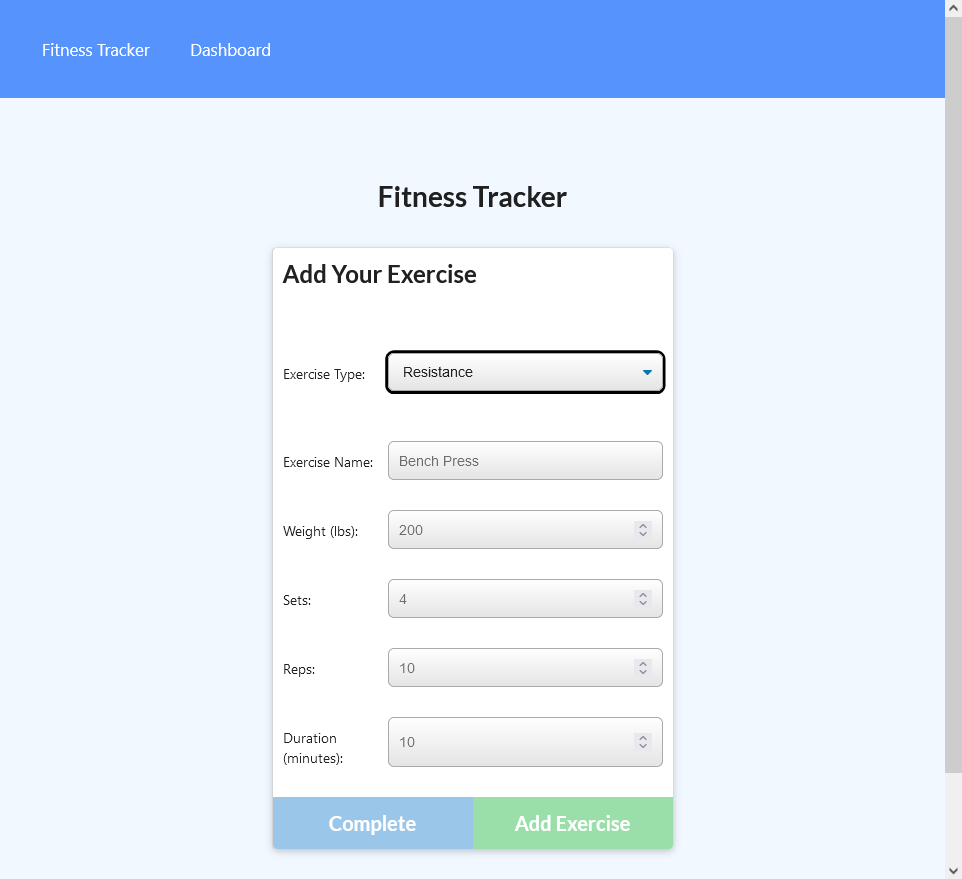 Fitness Tracker Dashboard
Fitness Tracker
Add Your Exercise
Exercise Type: Resistance
Exercise Name: Bench Press
Weight (lbs): 200
Sets: 4
Reps: 10
Duration
(minutes): 10
Complete Add Exercise